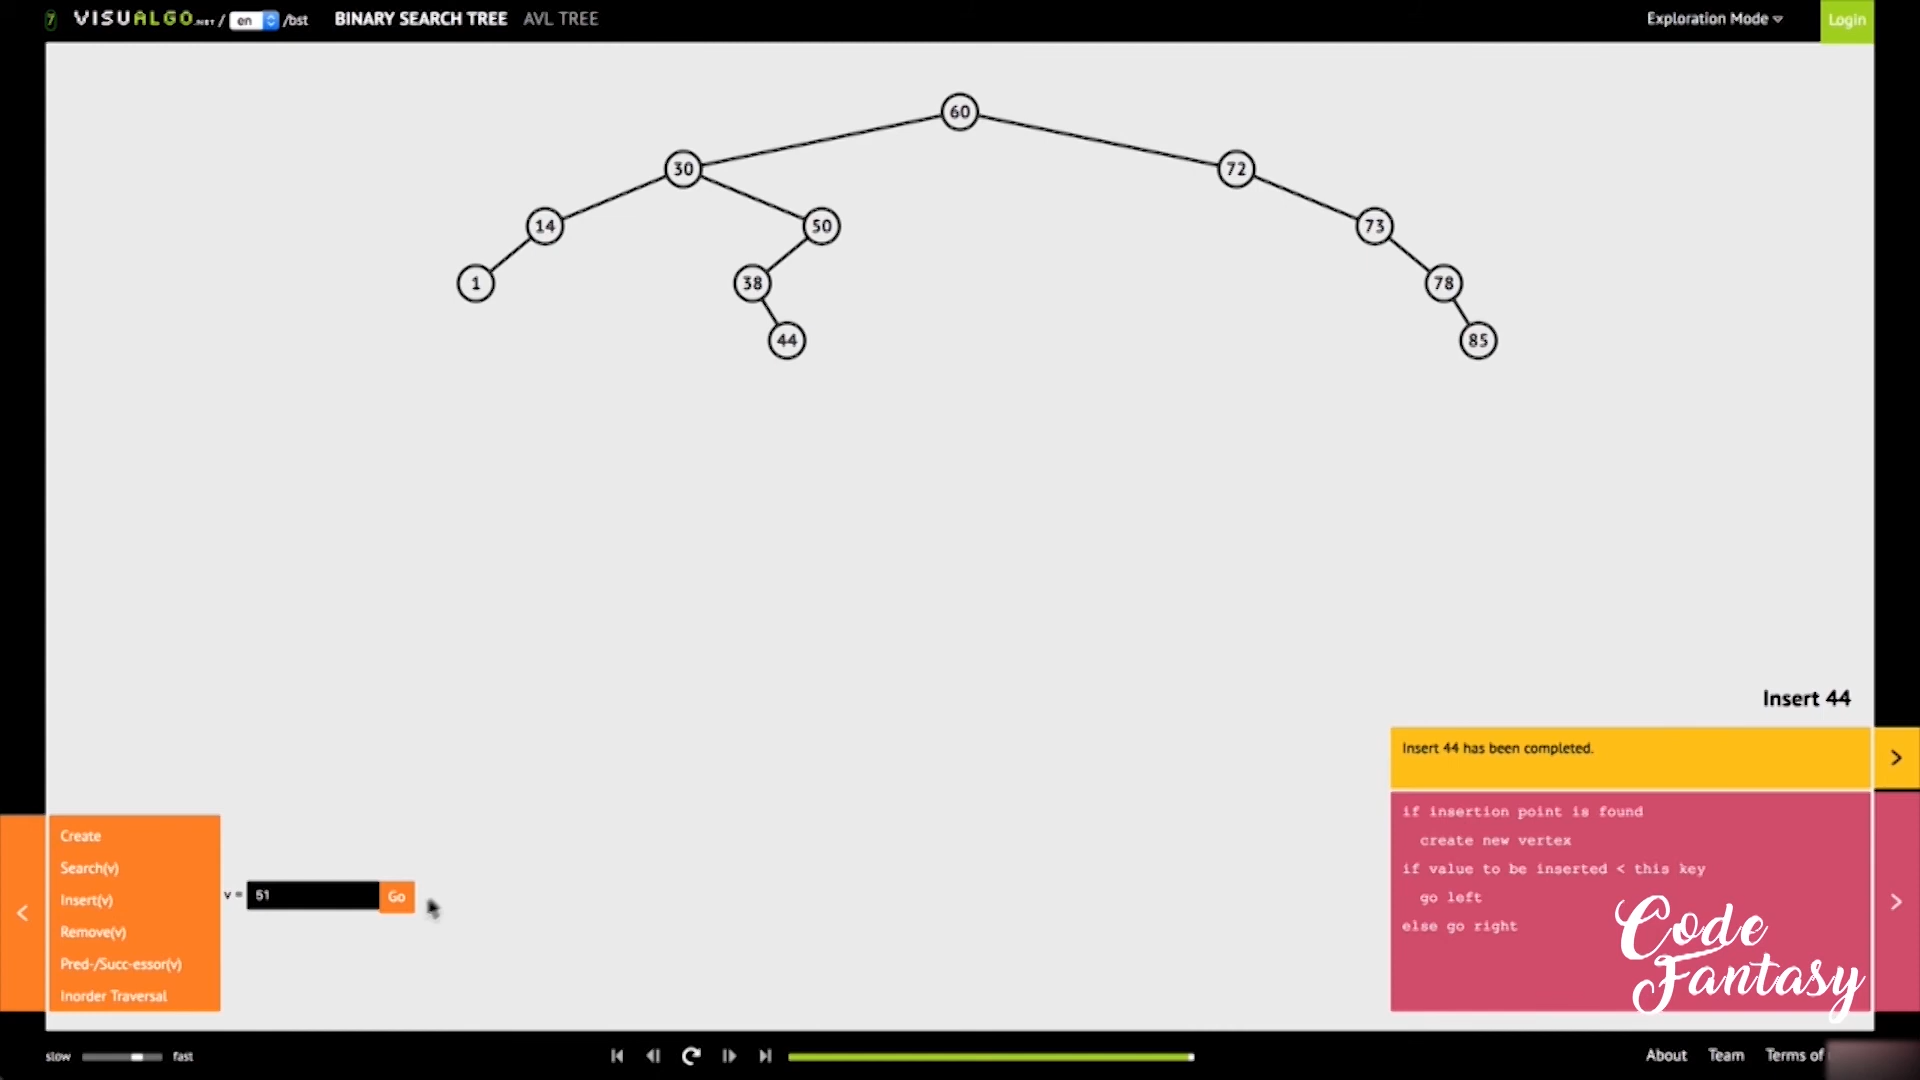 7 VISUALGO.NET / en /bst BINARY SEARCH TREE AVL TREE Exploration Mode Login
60
30 72
14 50 73
1 38 78
44 85
Insert 44
Insert 44 has been completed.
if insertion point is found
create new vertex
if value to be inserted < this key
go left
else go right
Create
Search(v)
Insert(v)
Remove(v)
Pred-/Succ-essor(v)
Inorder Traversal
v = 51 Go
Code
Fantasy
slow fast
About Team Terms of